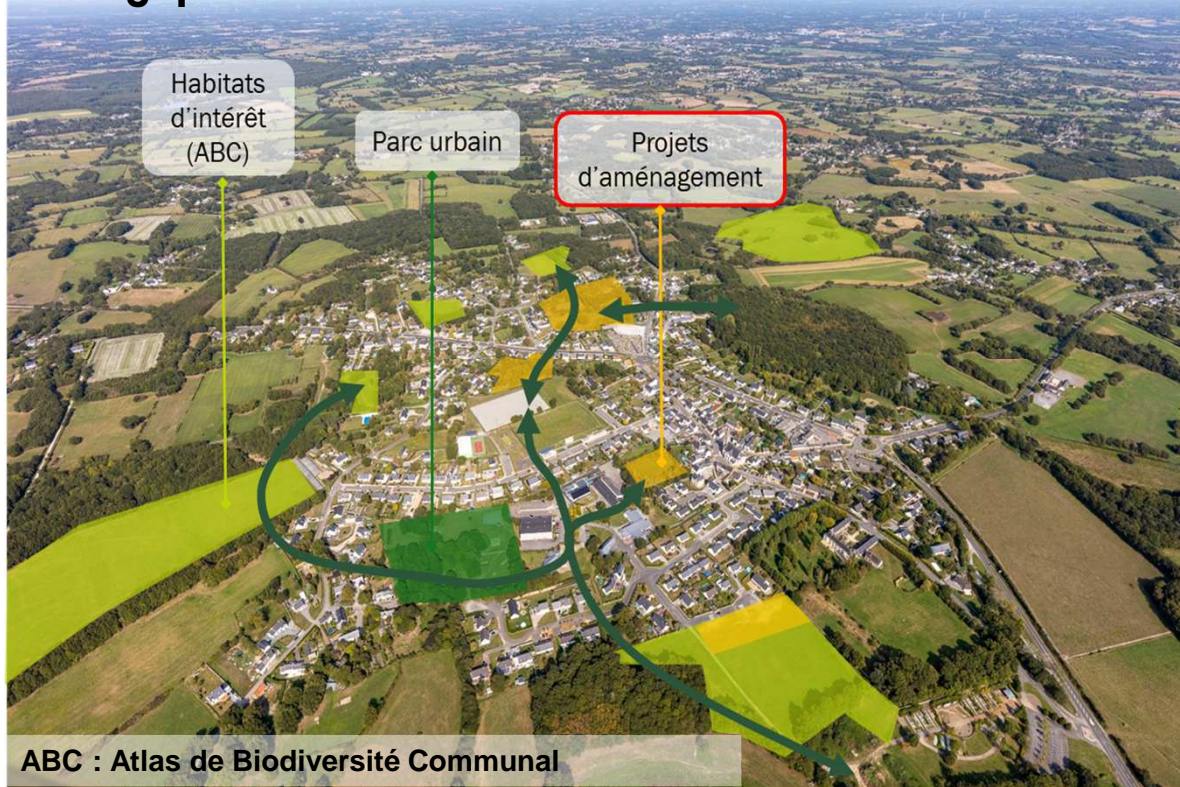 Habitats
d'intérêt
(ABC)
Parc urbain
Projets
d'aménagement
ABC : Atlas de Biodiversité Communal